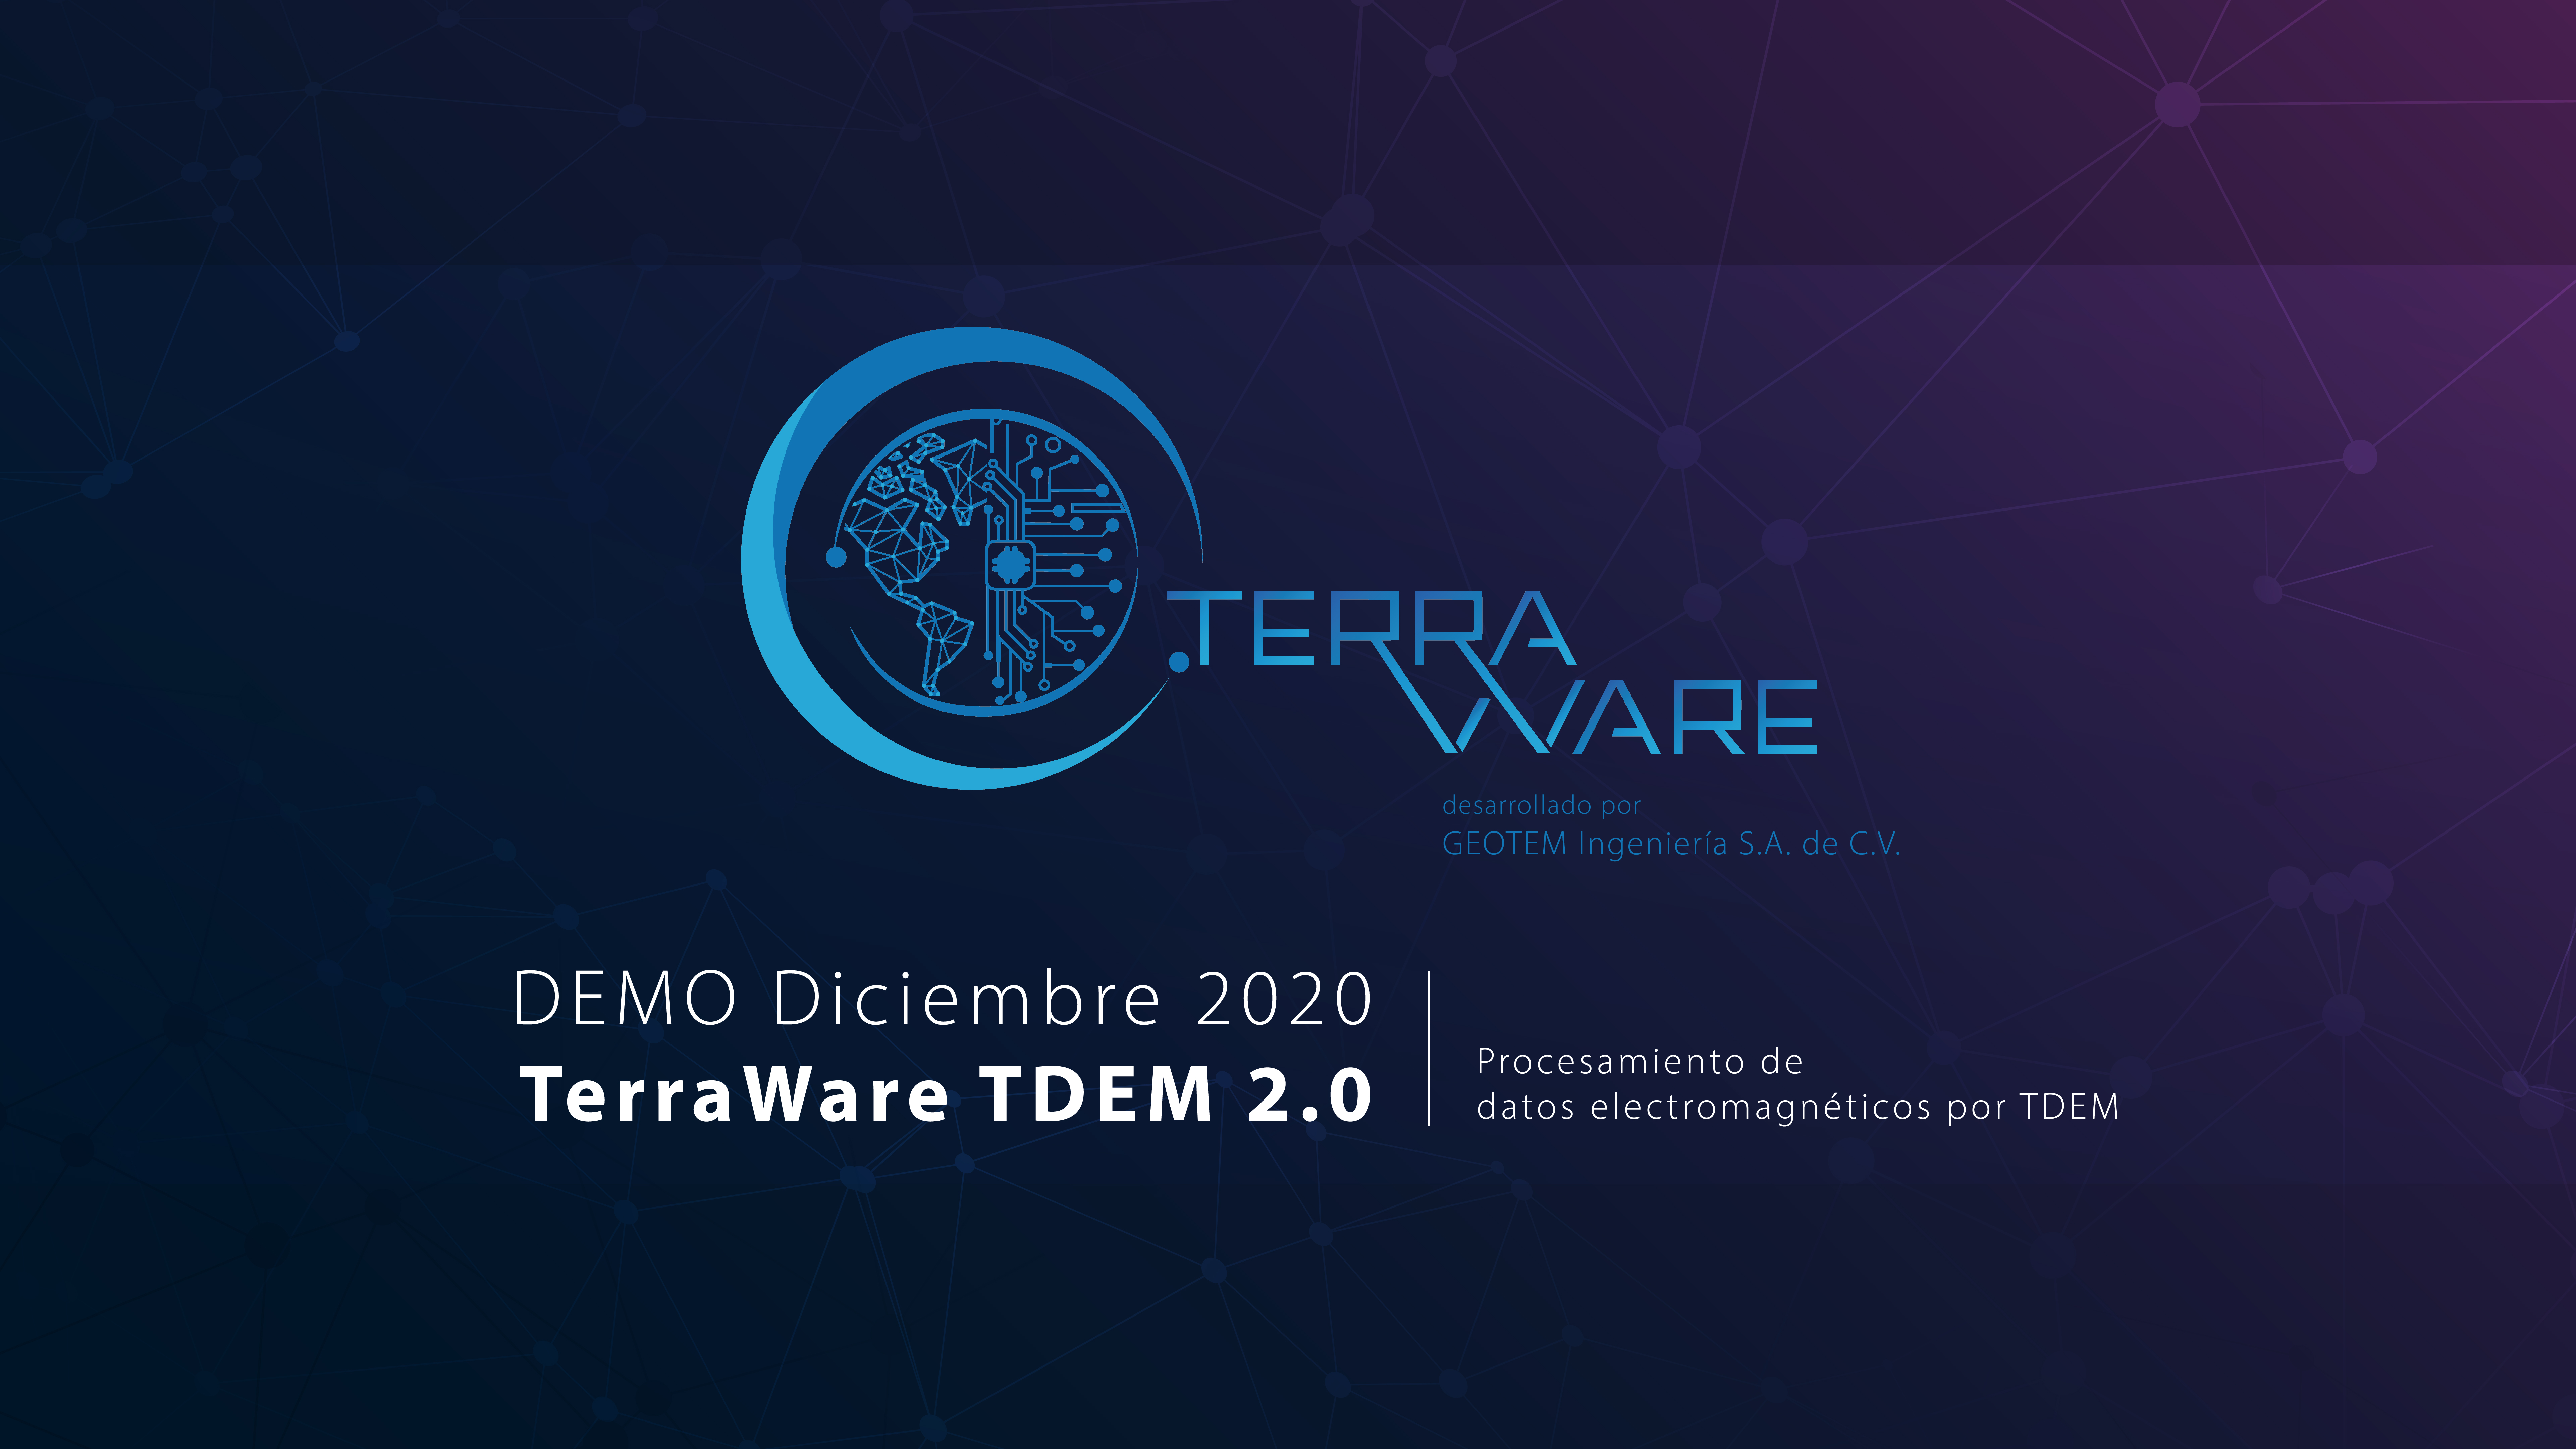 TERRA
WARE
desarrollado por
GEOTEM Ingeniería S.A. de C.V.
DEMO Diciembre 2020
TerraWare TDEM 2.0
Procesamiento de
datos electromagnéticos por TDEM